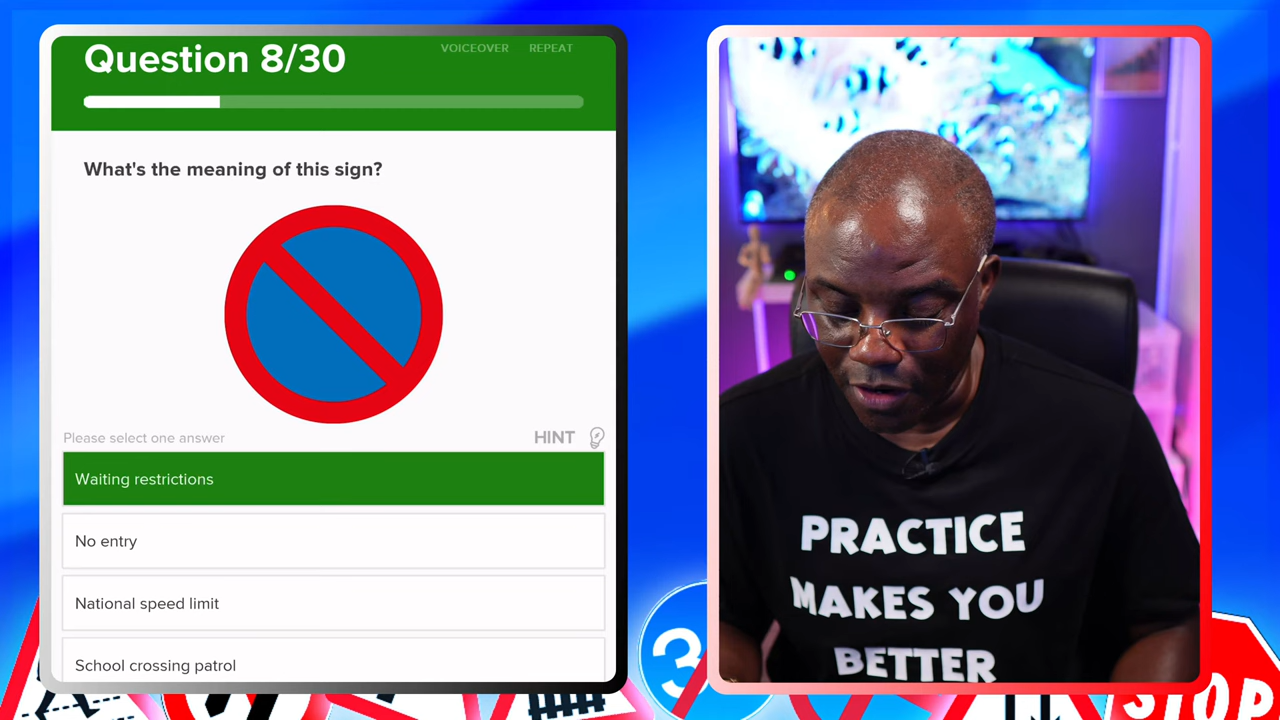 Question 8/30
VOICEOVER REPEAT
What's the meaning of this sign?
Please select one answer
HINT
Waiting restrictions
No entry
National speed limit
School crossing patrol
PRACTICE
MAKES YOU
BETTER
3
STOP